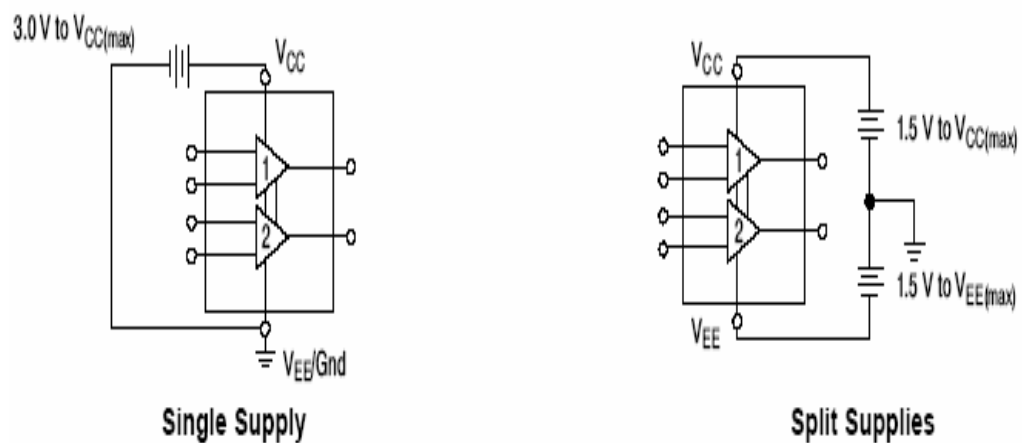 3.0 V to VCC(max)
VCC
1
2
VEE/Gnd
Single Supply
VCC
1
2
VEE
1.5 V to VCC(max)
1.5 V to VEE(max)
Split Supplies